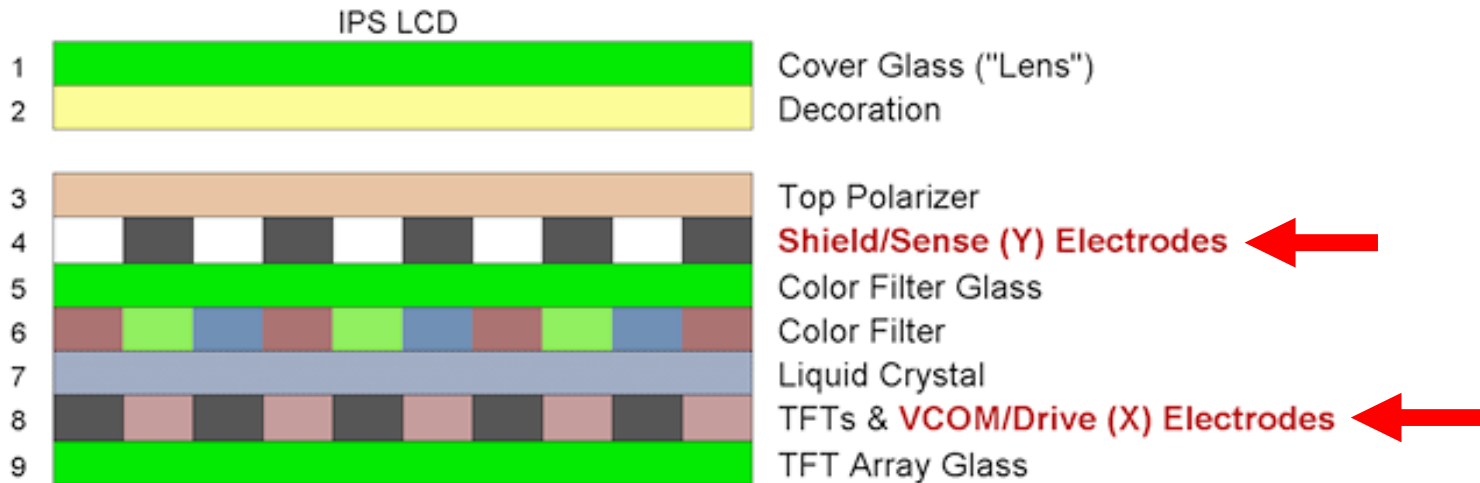 IPS LCD
1 Cover Glass ("Lens")
2 Decoration
3 Top Polarizer
4 Shield/Sense (Y) Electrodes
5 Color Filter Glass
6 Color Filter
7 Liquid Crystal
8 TFTs & VCOM/Drive (X) Electrodes
9 TFT Array Glass